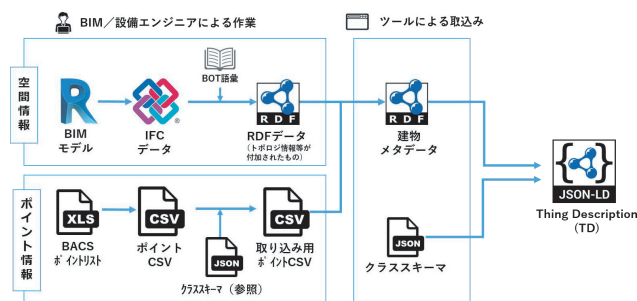 BIM／設備エンジニアによる作業
ツールによる取込み
空間情報
BOT語彙
R
RDF
RDF
BIM
モデル
IFC
データ
RDFデータ
（トポロジ情報等が
付加されたもの）
建物
メタデータ
JSON-LD
Thing Description
(TD)
ポイント情報
XLS
CSV
CSV
BACS
ﾎﾟｲﾝﾄﾘｽﾄ
ポイント
CSV
取り込み用
ﾎﾟｲﾝﾄCSV
JSON
ｸﾗｽｽｷｰﾏ（参照）
JSON
クラススキーマ